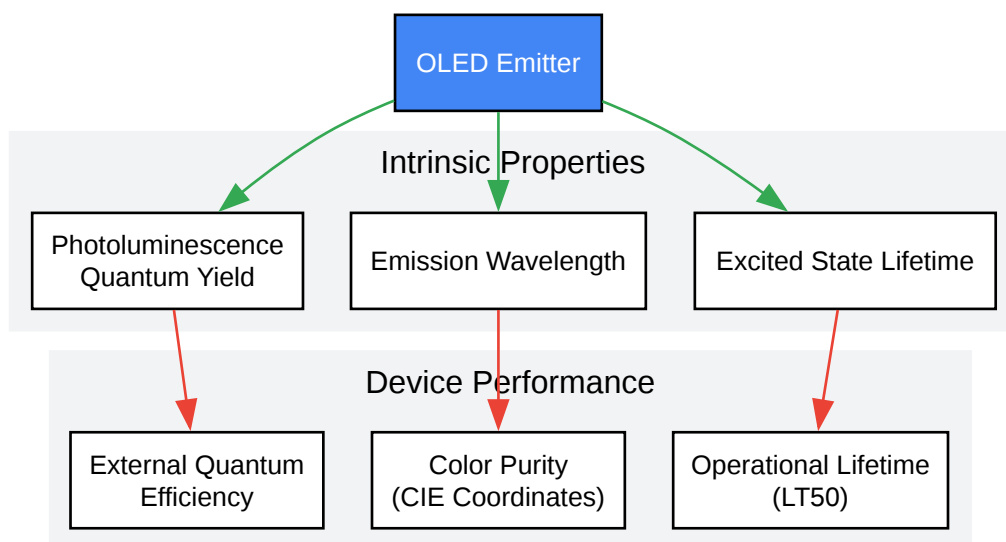 OLED Emitter
Intrinsic Properties
Photoluminescence
Quantum Yield
Emission Wavelength
Excited State Lifetime
Device Performance
External Quantum
Efficiency
Color Purity
(CIE Coordinates)
Operational Lifetime
(LT50)